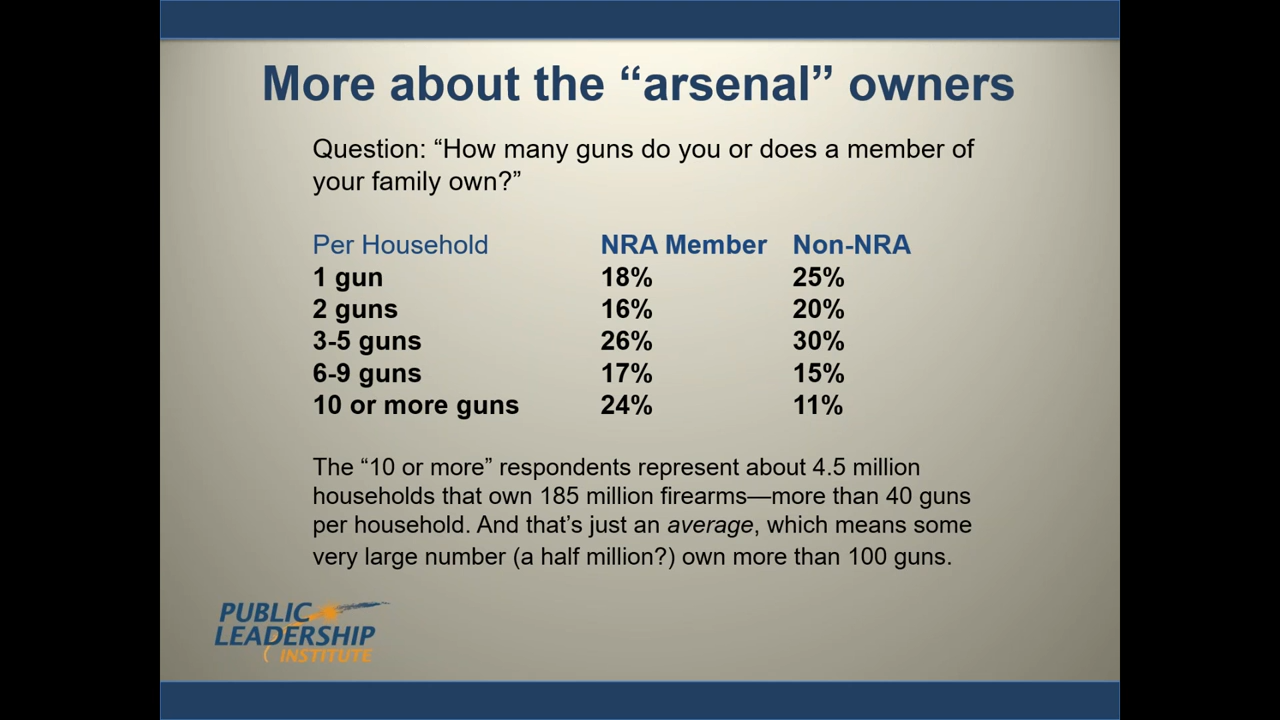 More about the “arsenal” owners
Question: “How many guns do you or does a member of
your family own?”
Per Household NRA Member Non-NRA
1 gun 18% 25%
2 guns 16% 20%
3-5 guns 26% 30%
6-9 guns 17% 15%
10 or more guns 24% 11%
The “10 or more” respondents represent about 4.5 million
households that own 185 million firearms—more than 40 guns
per household. And that’s just an average, which means some
very large number (a half million?) own more than 100 guns.
PUBLIC
LEADERSHIP
INSTITUTE